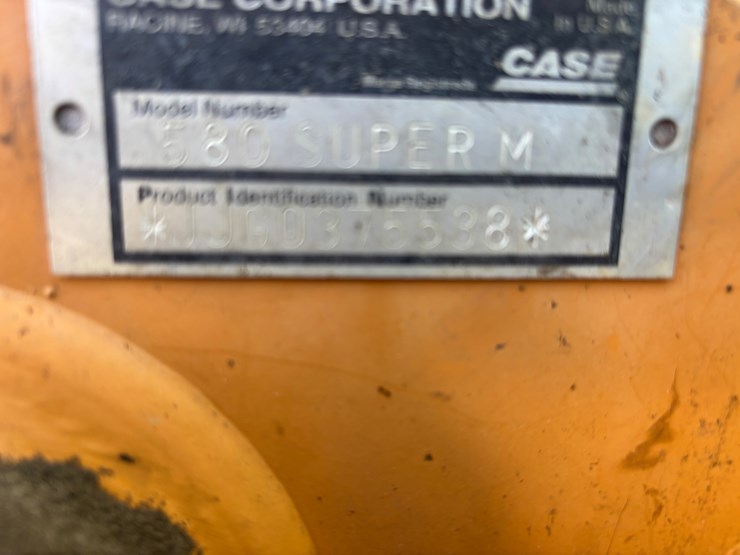 CASE CORPORATION
RACINE, WI 53404 U.S.A.
Made
In U.S.A.
CASE
Model Number
580 SUPER M
Product Identification Number